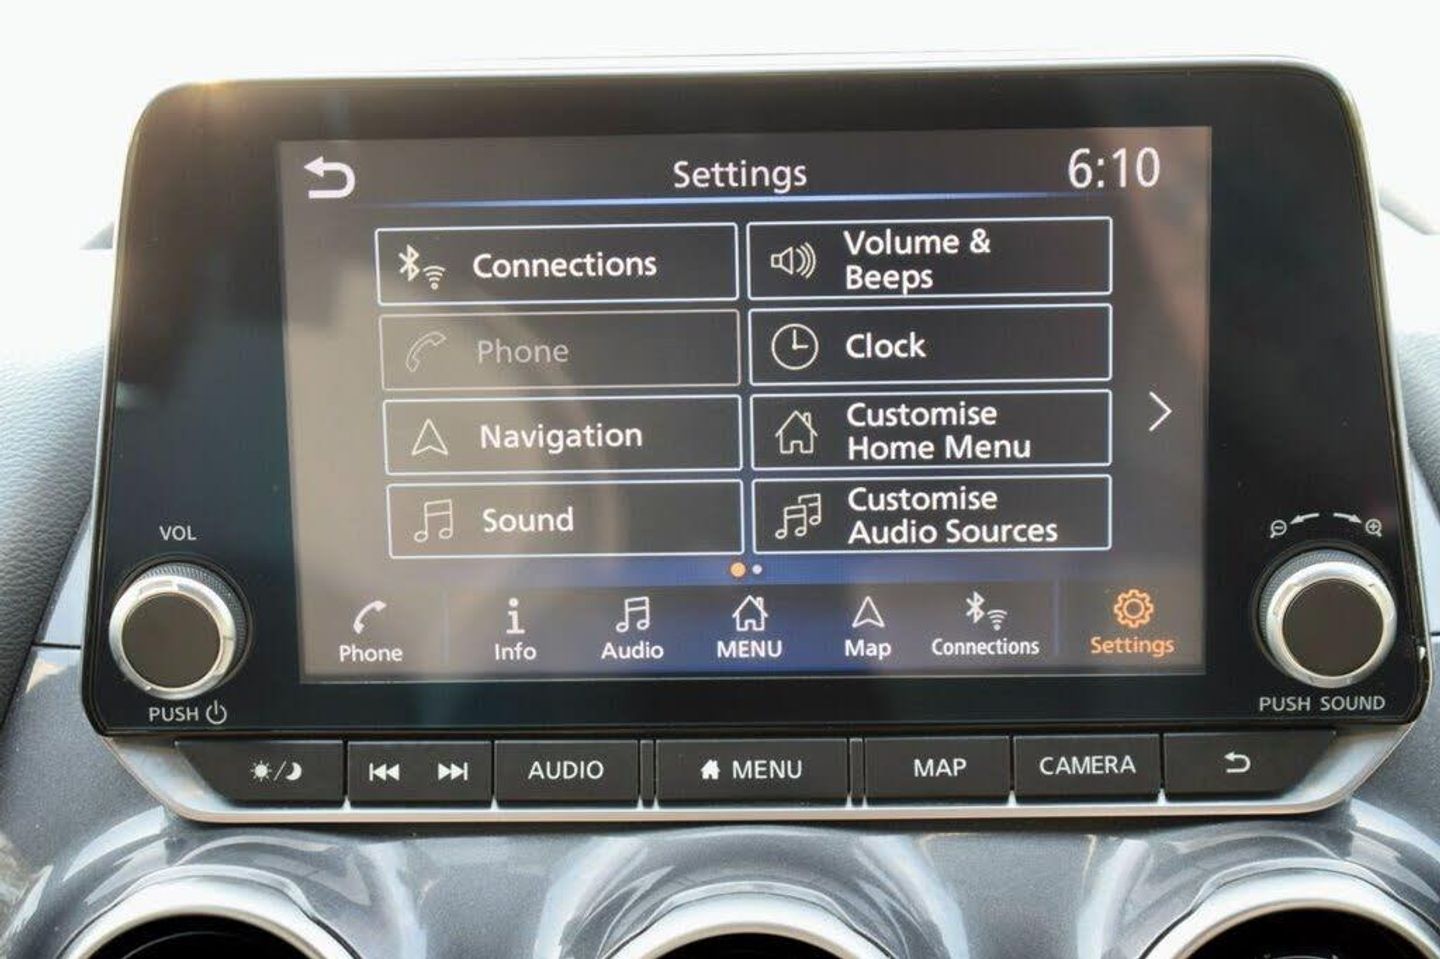 Settings
6:10
Connections
Volume &
Beeps
Phone
Clock
Navigation
Customise
Home Menu
Sound
Customise
Audio Sources
Phone
Info
Audio
MENU
Map
Connections
Settings
VOL
PUSH
PUSH SOUND
AUDIO
MENU
MAP
CAMERA